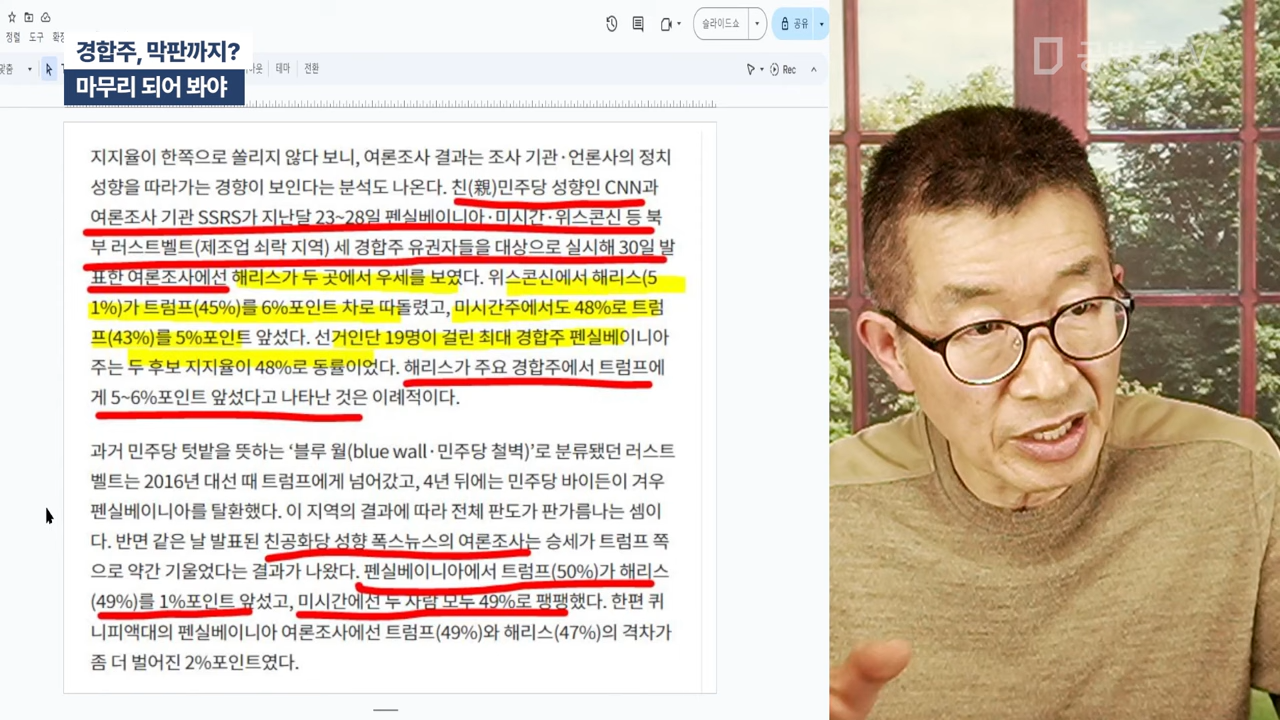 정렬 도구 확장
경합주, 막판까지?
마무리 되어 봐야
슬라이드쇼
공유
맞춤
테마
전환
Rec
공병호TV
지지율이 한쪽으로 쏠리지 않다 보니, 여론조사 결과는 조사 기관·언론사의 정치
성향을 따라가는 경향이 보인다는 분석도 나온다. 친(親)민주당 성향인 CNN과
여론조사 기관 SSRS가 지난달 23~28일 펜실베이니아·미시간·위스콘신 등 북
부 러스트벨트(제조업 쇠락 지역) 세 경합주 유권자들을 대상으로 실시해 30일 발
표한 여론조사에선 해리스가 두 곳에서 우세를 보였다. 위스콘신에서 해리스(5
1%)가 트럼프(45%)를 6%포인트 차로 따돌렸고, 미시간주에서도 48%로 트럼
프(43%)를 5%포인트 앞섰다. 선거인단 19명이 걸린 최대 경합주 펜실베이니아
주는 두 후보 지지율이 48%로 동률이었다. 해리스가 주요 경합주에서 트럼프에
게 5~6%포인트 앞섰다고 나타난 것은 이례적이다.
과거 민주당 텃밭을 뜻하는 ‘블루 월(blue wall·민주당 철벽)’로 분류됐던 러스트
벨트는 2016년 대선 때 트럼프에게 넘어갔고, 4년 뒤에는 민주당 바이든이 겨우
펜실베이니아를 탈환했다. 이 지역의 결과에 따라 전체 판도가 판가름나는 셈이
다. 반면 같은 날 발표된 친공화당 성향 폭스뉴스의 여론조사는 승세가 트럼프 쪽
으로 약간 기울었다는 결과가 나왔다. 펜실베이니아에서 트럼프(50%)가 해리스
(49%)를 1%포인트 앞섰고, 미시간에선 두 사람 모두 49%로 팽팽했다. 한편 퀴
니피액대의 펜실베이니아 여론조사에선 트럼프(49%)와 해리스(47%)의 격차가
좀 더 벌어진 2%포인트였다.